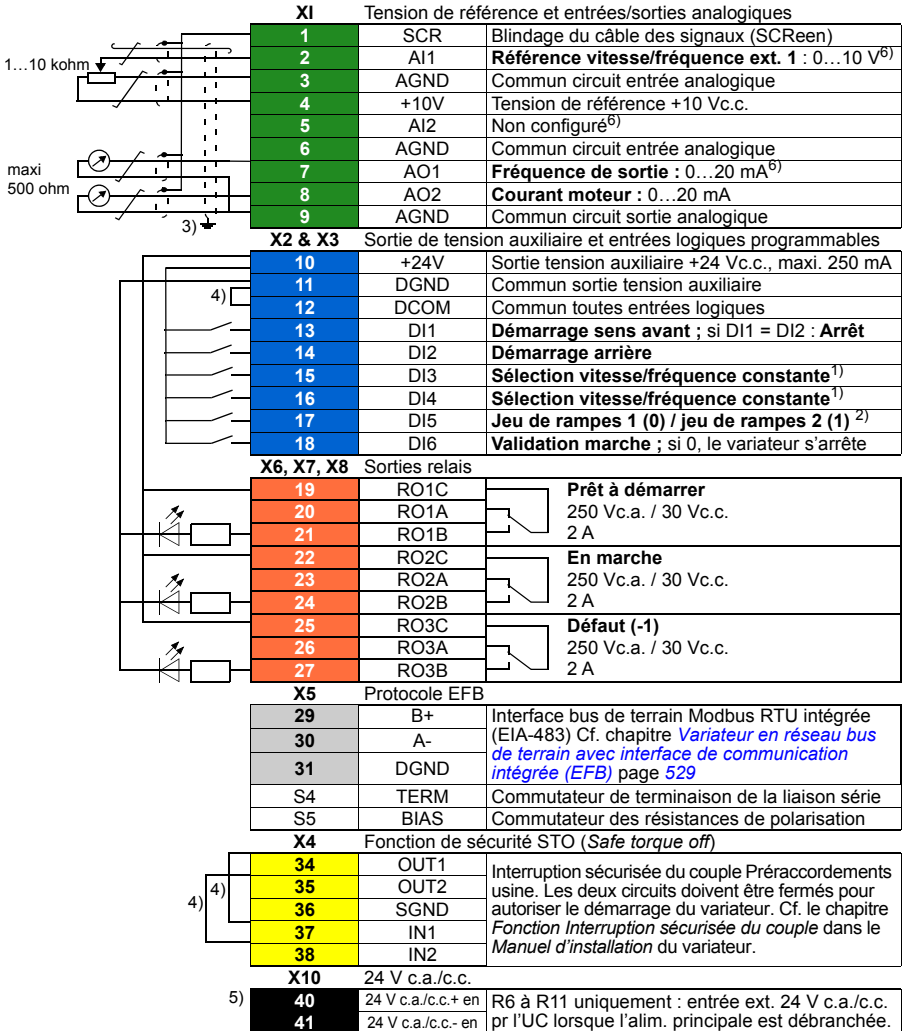 XI Tension de référence et entrées/sorties analogiques
1 SCR Blindage du câble des signaux (SCReen)
2 AI1 Référence vitesse/fréquence ext. 1 : 0…10 V6)
3 AGND Commun circuit entrée analogique
4 +10V Tension de référence +10 Vc.c.
5 AI2 Non configuré6)
6 AGND Commun circuit entrée analogique
7 AO1 Fréquence de sortie : 0…20 mA6)
8 AO2 Courant moteur : 0…20 mA
9 AGND Commun circuit sortie analogique
1…10 kohm
maxi
500 ohm
3)
X2 & X3 Sortie de tension auxiliaire et entrées logiques programmables
10 +24V Sortie tension auxiliaire +24 Vc.c., maxi. 250 mA
11 DGND Commun sortie tension auxiliaire
12 DCOM Commun toutes entrées logiques
13 DI1 Démarrage sens avant ; si DI1 = DI2 : Arrêt
14 DI2 Démarrage arrière
15 DI3 Sélection vitesse/fréquence constante1)
16 DI4 Sélection vitesse/fréquence constante1)
17 DI5 Jeu de rampes 1 (0) / jeu de rampes 2 (1) 2)
18 DI6 Validation marche ; si 0, le variateur s'arrête
4)
X6, X7, X8 Sorties relais
19 RO1C Prêt à démarrer
20 RO1A 250 Vc.a. / 30 Vc.c.
21 RO1B 2 A
22 RO2C En marche
23 RO2A 250 Vc.a. / 30 Vc.c.
24 RO2B 2 A
25 RO3C Défaut (-1)
26 RO3A 250 Vc.a. / 30 Vc.c.
27 RO3B 2 A
X5 Protocole EFB
29 B+ Interface bus de terrain Modbus RTU intégrée
30 A- (EIA-483) Cf. chapitre Variateur en réseau bus
de terrain avec interface de communication
31 DGND intégrée (EFB) page 529
S4 TERM Commutateur de terminaison de la liaison série
S5 BIAS Commutateur des résistances de polarisation
X4 Fonction de sécurité STO (Safe torque off)
34 OUT1 Interruption sécurisée du couple Préraccordements
35 OUT2 usine. Les deux circuits doivent être fermés pour
36 SGND autoriser le démarrage du variateur. Cf. le chapitre
37 IN1 Fonction Interruption sécurisée du couple dans le
38 IN2 Manuel d'installation du variateur.
4) 4)
X10 24 V c.a./c.c.
5) 40 24 V c.a./c.c.+ en R6 à R11 uniquement : entrée ext. 24 V c.a./c.c.
41 24 V c.a./c.c.- en pr l'UC lorsque l'alim. principale est débranchée.